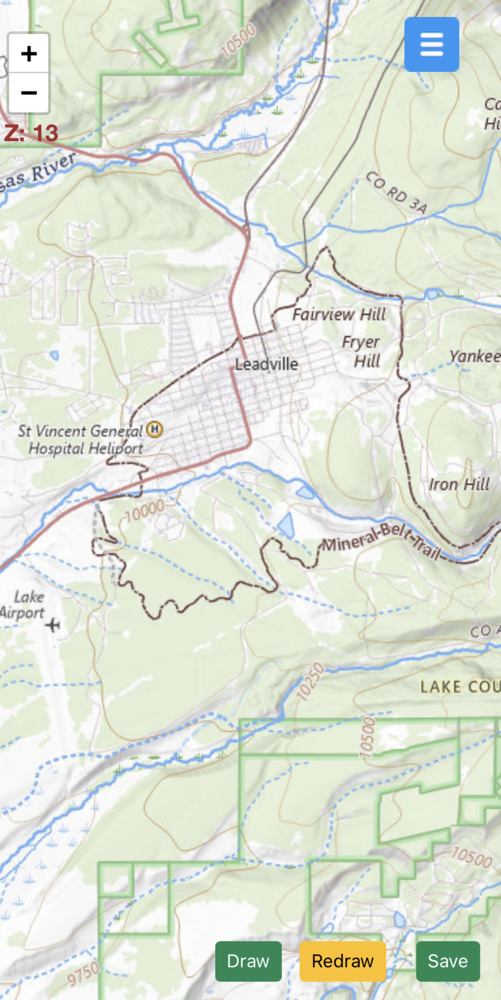 10500
+
−
Z: 13
Ca
Hi
sas River
CO RD 3A
Fairview Hill
Fryer
Hill
Yankee
Leadville
H
St Vincent General
Hospital Heliport
Iron Hill
10000
Mineral-Belt-Trail
Lake
Airport
CO A
10250
LAKE COU
10500
10500
9750
Draw
Redraw
Save